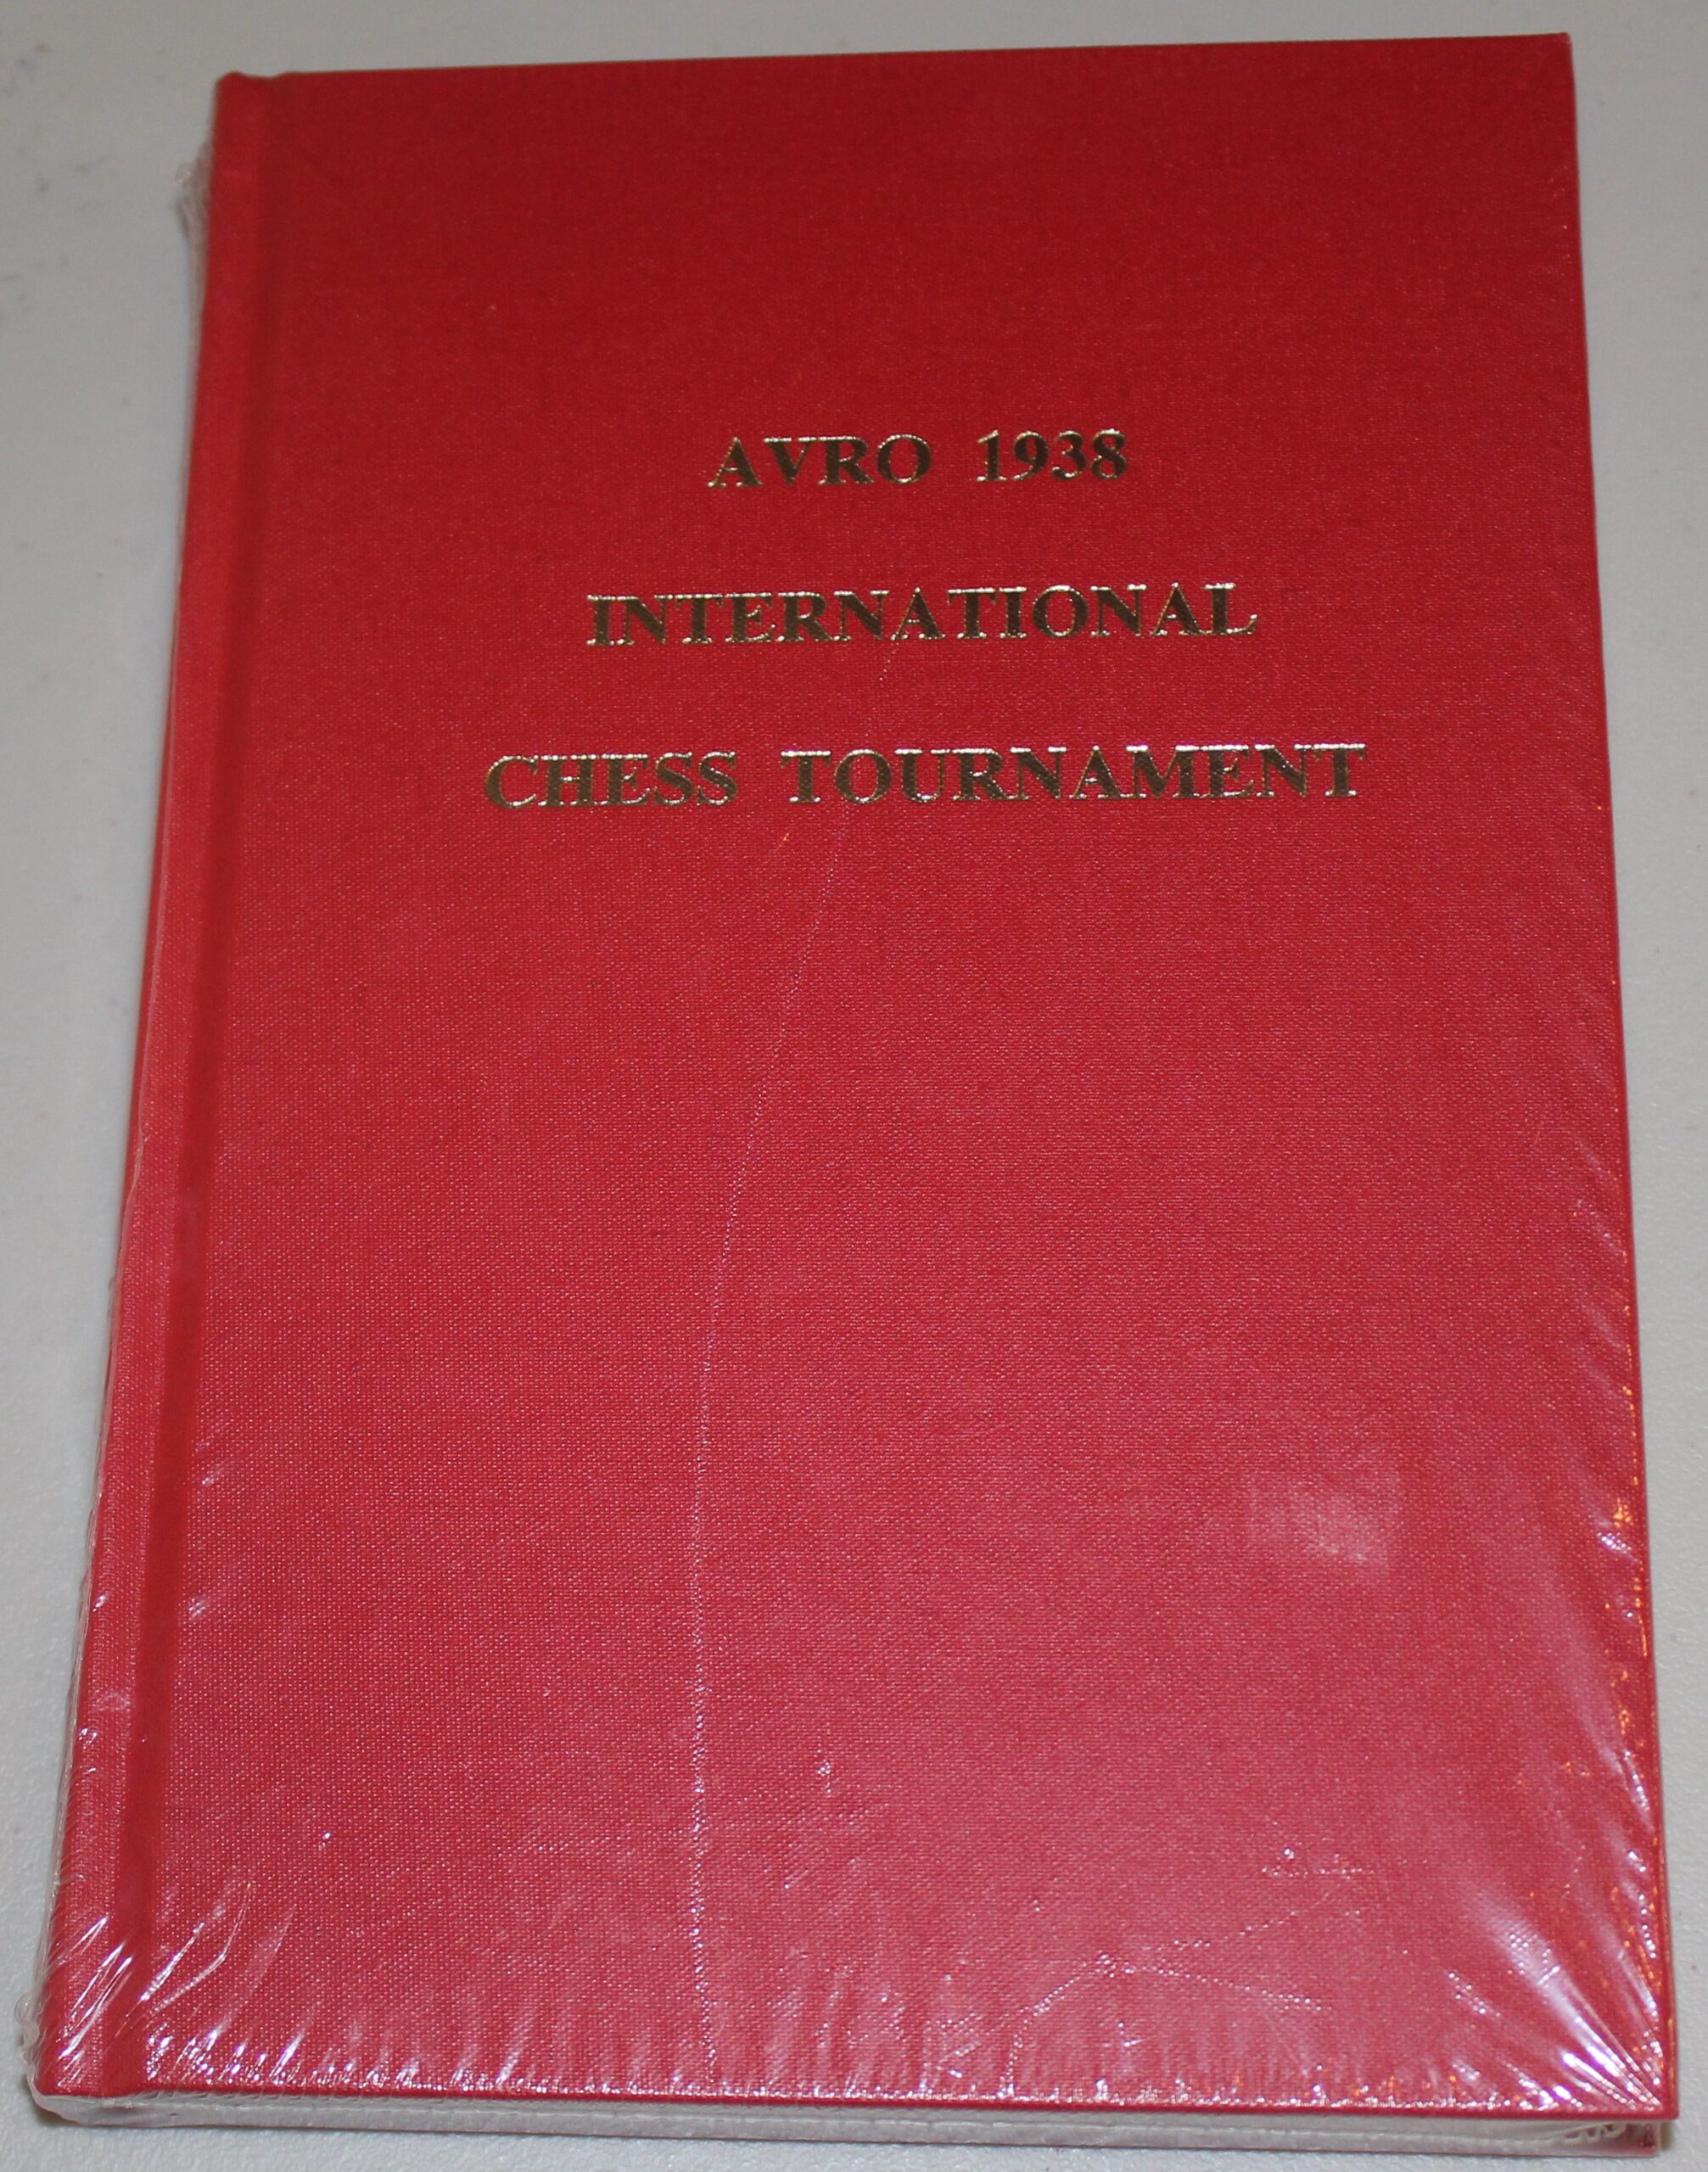 AVRO 1938
INTERNATIONAL
CHESS TOURNAMENT